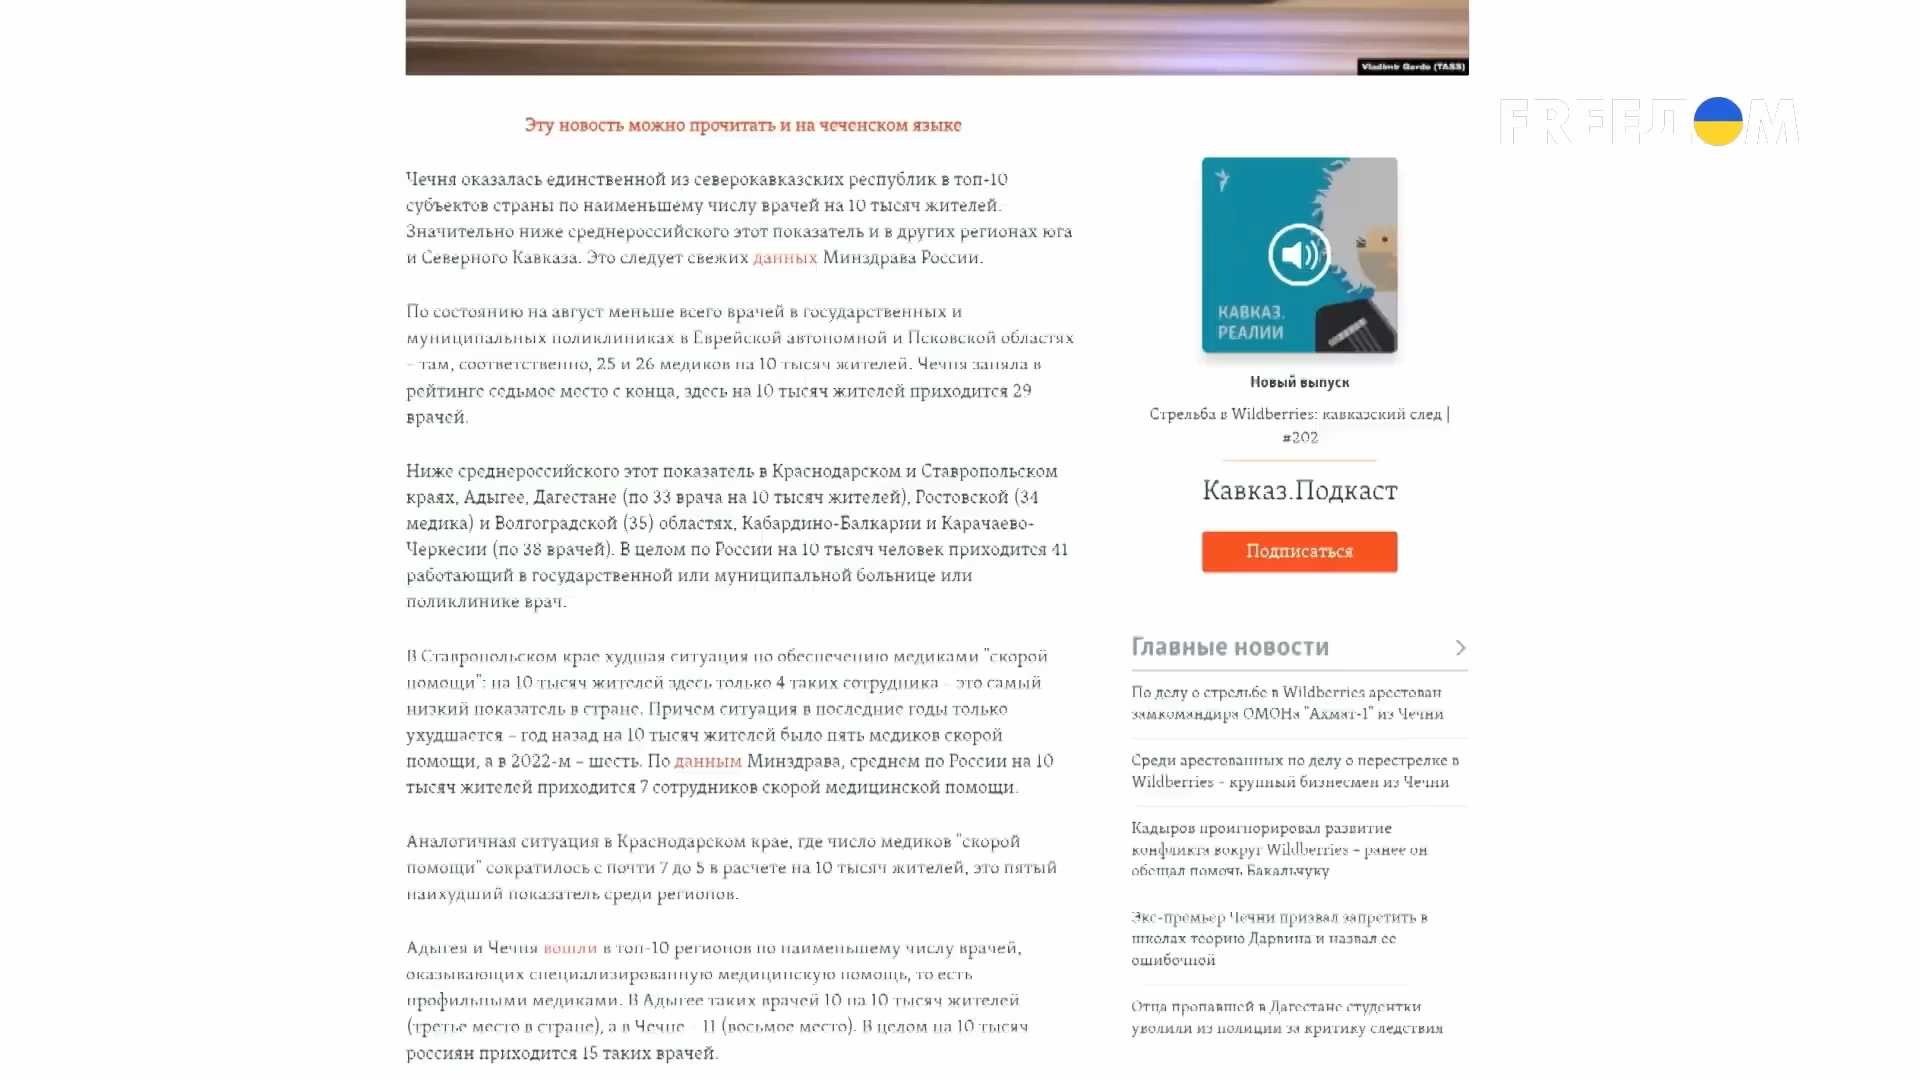 Vladimir Gerdo (TASS)
FREEДОМ
Эту новость можно прочитать и на чеченском языке
Чечня оказалась единственной из северокавказских республик в топ-10
субъектов страны по наименьшему числу врачей на 10 тысяч жителей.
Значительно ниже среднероссийского этот показатель и в других регионах юга
и Северного Кавказа. Это следует свежих данных Минздрава России.
По состоянию на август меньше всего врачей в государственных и
муниципальных поликлиниках в Еврейской автономной и Псковской областях
– там, соответственно, 25 и 26 медиков на 10 тысяч жителей. Чечня заняла в
рейтинге седьмое место с конца, здесь на 10 тысяч жителей приходится 29
врачей.
Ниже среднероссийского этот показатель в Краснодарском и Ставропольском
краях, Адыгее, Дагестане (по 33 врача на 10 тысяч жителей), Ростовской (34
медика) и Волгоградской (35) областях, Кабардино-Балкарии и Карачаево-
Черкесии (по 38 врачей). В целом по России на 10 тысяч человек приходится 41
работающий в государственной или муниципальной больнице или
поликлинике врач.
В Ставропольском крае худшая ситуация по обеспечению медиками "скорой
помощи": на 10 тысяч жителей здесь только 4 таких сотрудника – это самый
низкий показатель в стране. Причем ситуация в последние годы только
ухудшается – год назад на 10 тысяч жителей было пять медиков скорой
помощи, а в 2022-м – шесть. По данным Минздрава, среднем по России на 10
тысяч жителей приходится 7 сотрудников скорой медицинской помощи.
Аналогичная ситуация в Краснодарском крае, где число медиков "скорой
помощи" сократилось с почти 7 до 5 в расчете на 10 тысяч жителей, это пятый
наихудший показатель среди регионов.
Адыгея и Чечня вошли в топ-10 регионов по наименьшему числу врачей,
оказывающих специализированную медицинскую помощь, то есть
профильными медиками. В Адыгее таких врачей 10 на 10 тысяч жителей
(третье место в стране), а в Чечне – 11 (восьмое место). В целом на 10 тысяч
россиян приходится 15 таких врачей.
КАВКАЗ.
РЕАЛИИ
Новый выпуск
Стрельба в Wildberries: кавказский след |
#202
Кавказ.Подкаст
Подписаться
Главные новости
По делу о стрельбе в Wildberries арестован
замкомандира ОМОНа "Ахмат-1" из Чечни
Среди арестованных по делу о перестрелке в
Wildberries – крупный бизнесмен из Чечни
Кадыров проигнорировал развитие
конфликта вокруг Wildberries – ранее он
обещал помочь Бакальчуку
Экс-премьер Чечни призвал запретить в
школах теорию Дарвина и назвал ее
ошибочной
Отца пропавшей в Дагестане студентки
уволили из полиции за критику следствия